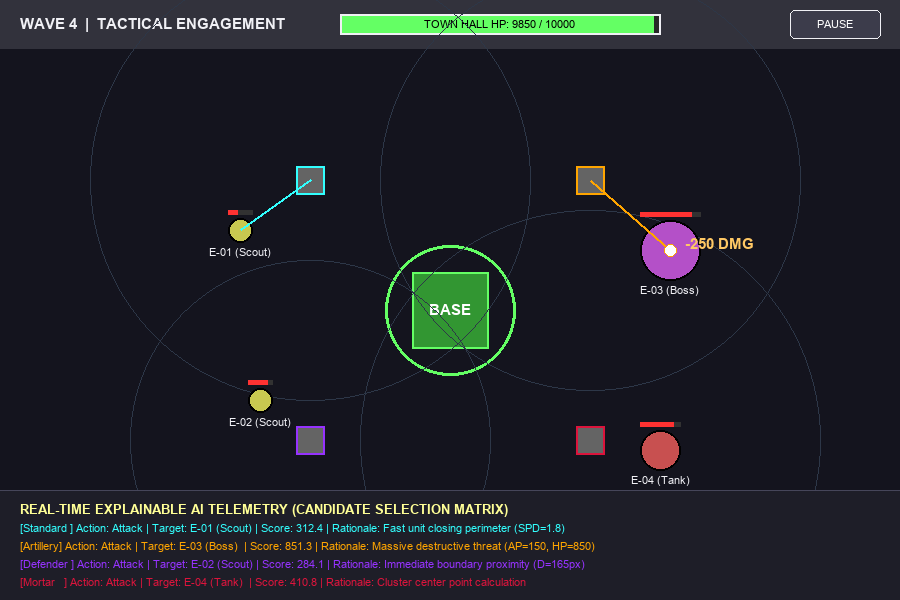 WAVE 4 | TACTICAL ENGAGEMENT
TOWN HALL HP: 9850 / 10000
PAUSE
-250 DMG
E-01 (Scout)
E-03 (Boss)
BASE
E-02 (Scout)
E-04 (Tank)
REAL-TIME EXPLAINABLE AI TELEMETRY (CANDIDATE SELECTION MATRIX)
[Standard ] Action: Attack | Target: E-01 (Scout) | Score: 312.4 | Rationale: Fast unit closing perimeter (SPD=1.8)
[Artillery] Action: Attack | Target: E-03 (Boss)  | Score: 851.3 | Rationale: Massive destructive threat (AP=150, HP=850)
[Defender ] Action: Attack | Target: E-02 (Scout) | Score: 284.1 | Rationale: Immediate boundary proximity (D=165px)
[Mortar   ] Action: Attack | Target: E-04 (Tank)  | Score: 410.8 | Rationale: Cluster center point calculation